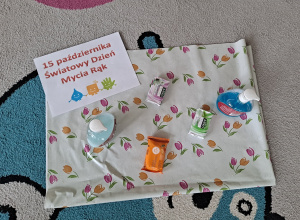 15 października
Światowy Dzień
Mycia Rąk